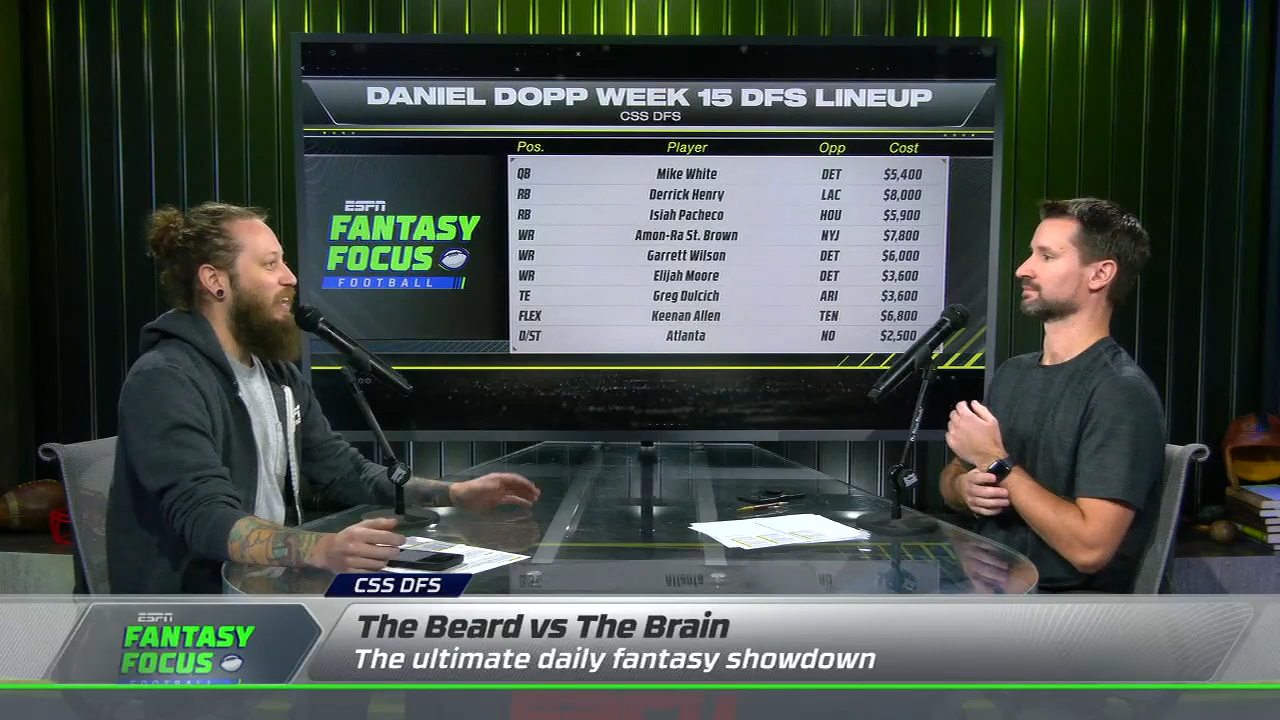 DANIEL DOPP WEEK 15 DFS LINEUP
CSS DFS
Pos. Player Opp Cost
QB Mike White DET $5,400
RB Derrick Henry LAC $8,000
RB Isiah Pacheco HOU $5,900
WR Amon-Ra St. Brown NYJ $7,800
WR Garrett Wilson DET $6,000
WR Elijah Moore DET $3,600
TE Greg Dulcich ARI $3,600
FLEX Keenan Allen TEN $6,800
D/ST Atlanta NO $2,500
ESPN
FANTASY
FOCUS
FOOTBALL
CSS DFS
The Beard vs The Brain
The ultimate daily fantasy showdown
ESPN
FANTASY
FOCUS
FOOTBALL